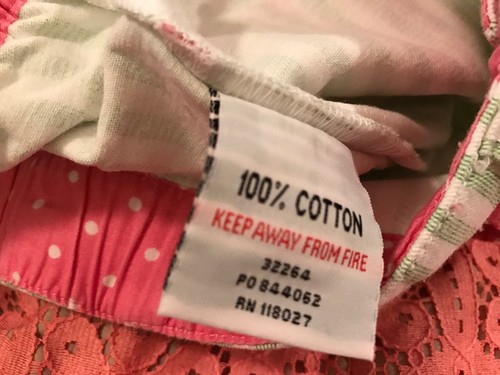 100% COTTON
KEEP AWAY FROM FIRE
32264
PO 844062
RN 118027